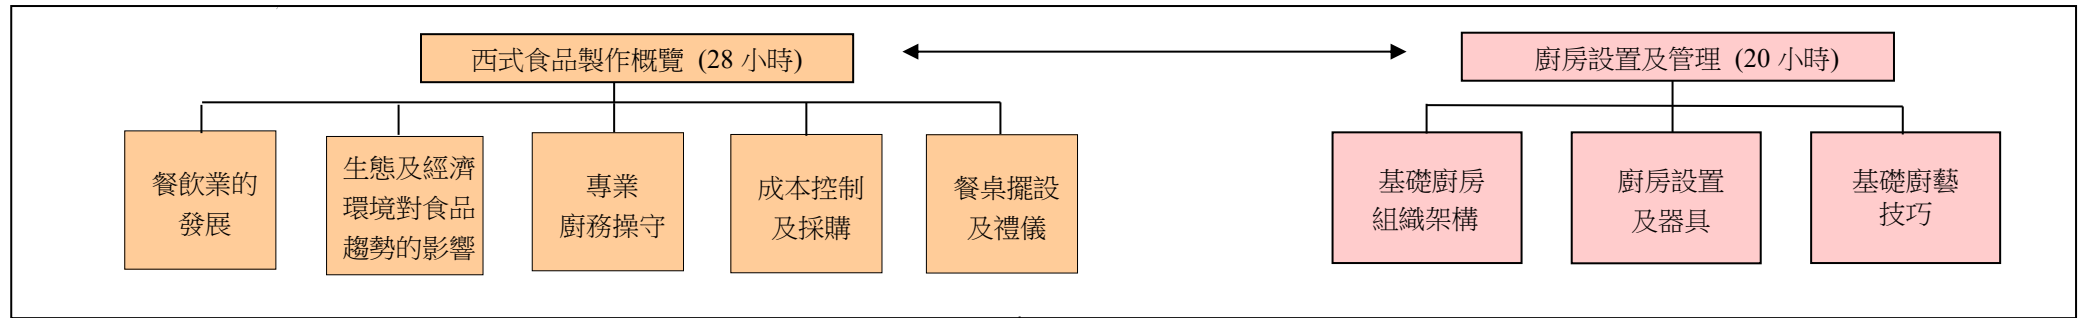 西式食品製作概覽 (28 小時)
廚房設置及管理 (20 小時)
餐飲業的
發展
生態及經濟
環境對食品
趨勢的影響
專業
廚務操守
成本控制
及採購
餐桌擺設
及禮儀
基礎廚房
組織架構
廚房設置
及器具
基礎廚藝
技巧